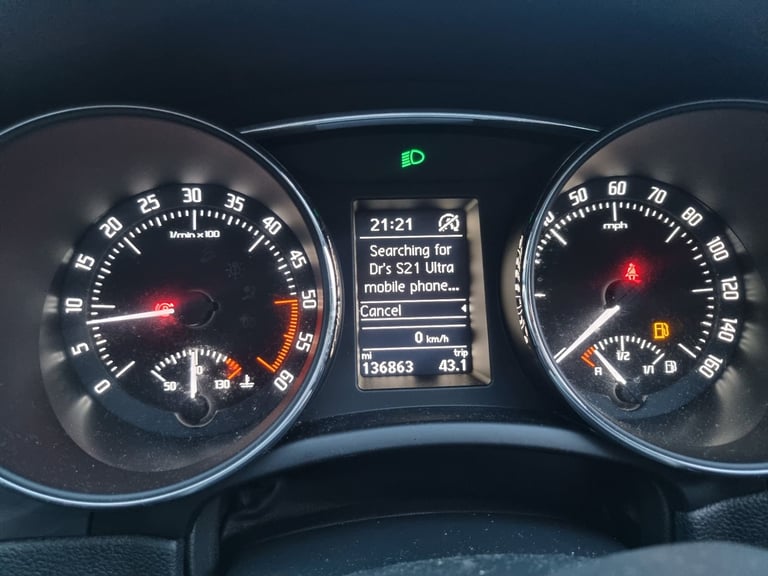 0
5
10
15
20
25
30
35
40
45
50
55
60
1/min x 100
50
130
21:21
Searching for
Dr's S21 Ultra
mobile phone...
Cancel
0 km/h
mi
trip
136863
43.1
50
60
70
80
100
120
140
160
mph
R
1/2
1/1